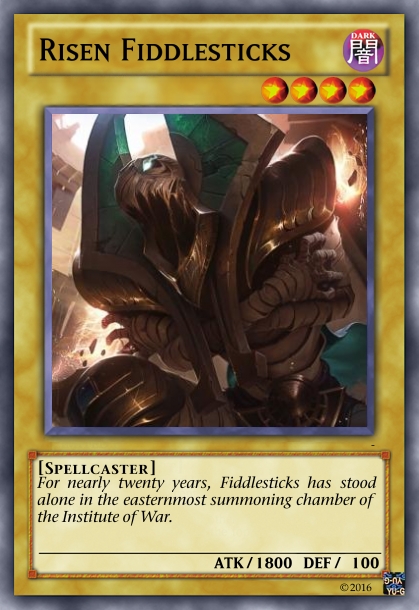 Risen Fiddlesticks
DARK
闇
-
[Spellcaster]
For nearly twenty years, Fiddlesticks has stood
alone in the easternmost summoning chamber of
the Institute of War.
ATK / 1800 DEF / 100
©2016
YU-G